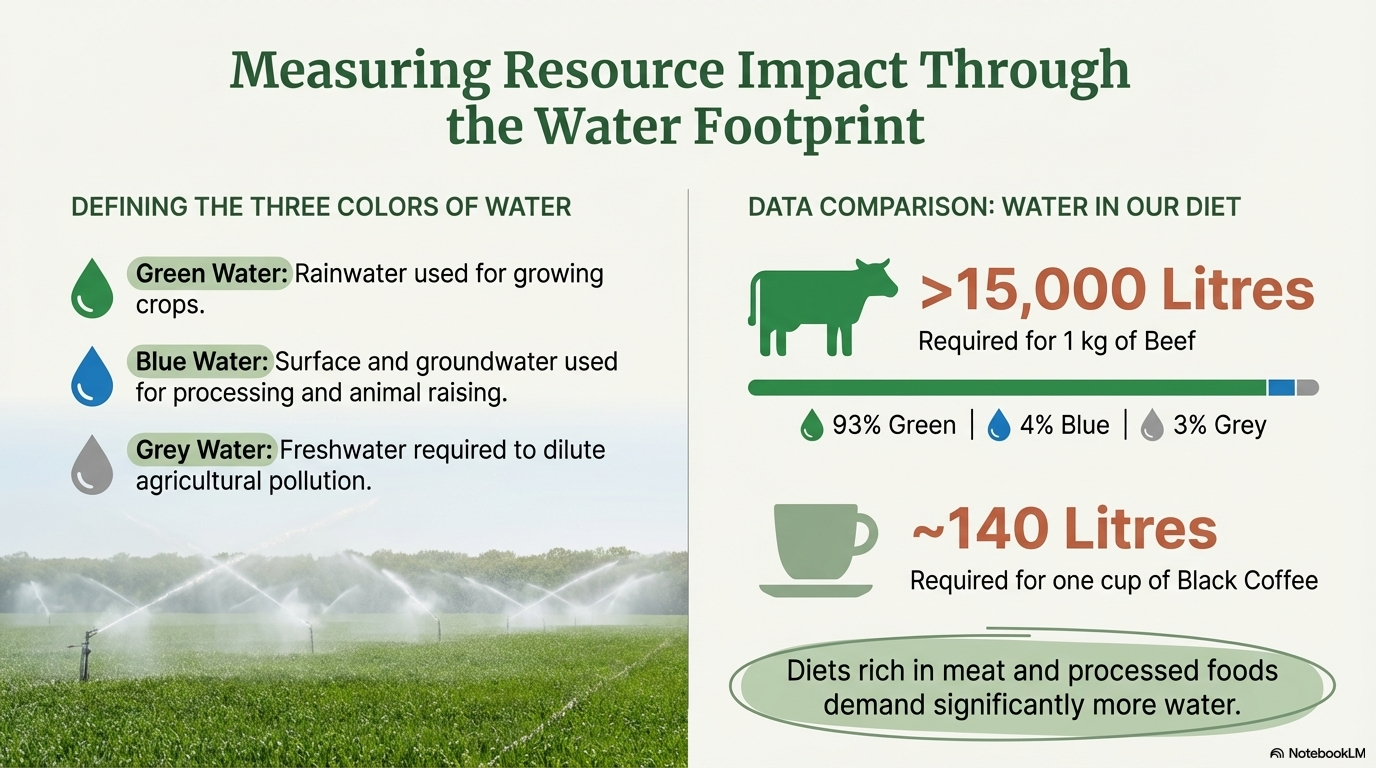 Measuring Resource Impact Through
the Water Footprint
DEFINING THE THREE COLORS OF WATER
Green Water: Rainwater used for growing
crops.
Blue Water: Surface and groundwater used
for processing and animal raising.
Grey Water: Freshwater required to dilute
agricultural pollution.
DATA COMPARISON: WATER IN OUR DIET
>15,000 Litres
Required for 1 kg of Beef
93% Green | 4% Blue | 3% Grey
~140 Litres
Required for one cup of Black Coffee
Diets rich in meat and processed foods
demand significantly more water.
NotebookLM